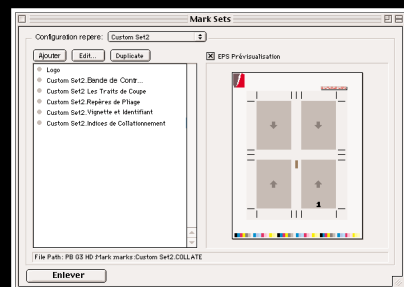 Mark Sets
Configuration repere: Custom Set2
Ajouter Edit... Duplicate
EPS Prévisualisation
Logo
Custom Set2.Bande de Contr...
Custom Set2 Les Traits de Coupe
Custom Set2.Repères de Pliage
Custom Set2.Vignette et Identifiant
Custom Set2.Indices de Collationnement
1
File Path: PB G3 HD :Mark :marks :Custom Set2.COLLATE
Enlever